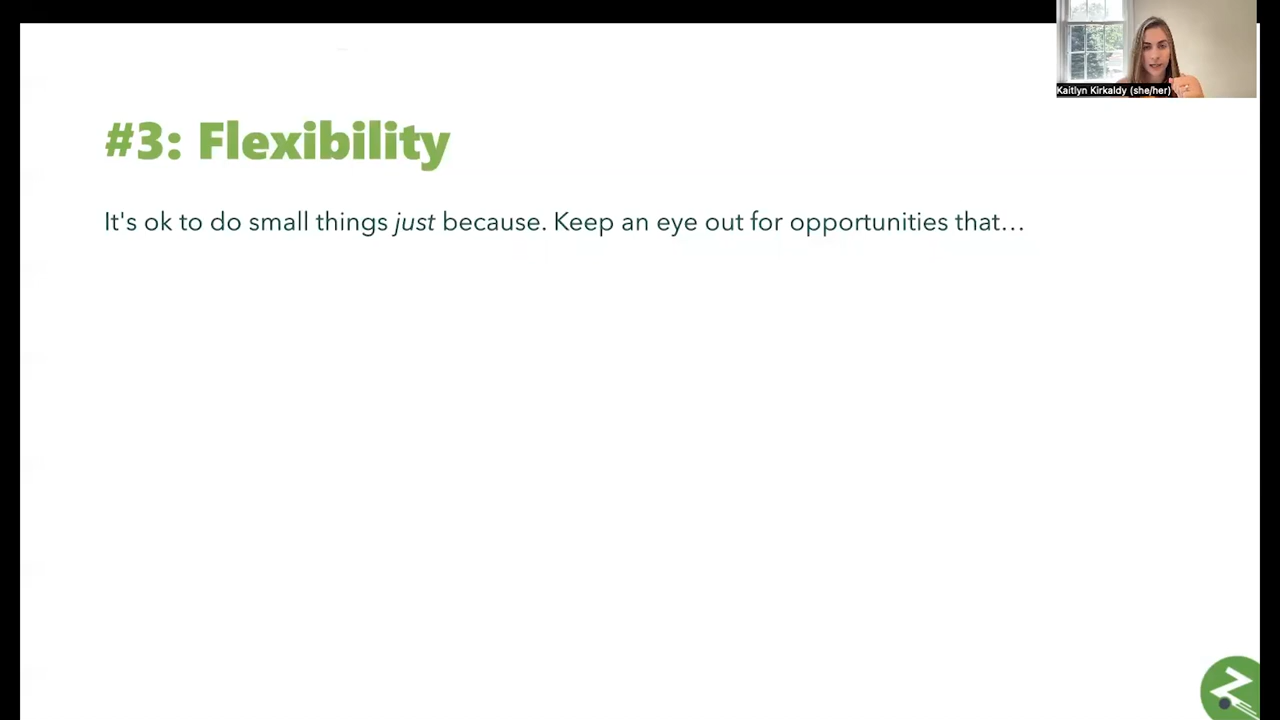 Kaitlyn Kirkaldy (she/her)
#3: Flexibility
It's ok to do small things just because. Keep an eye out for opportunities that…